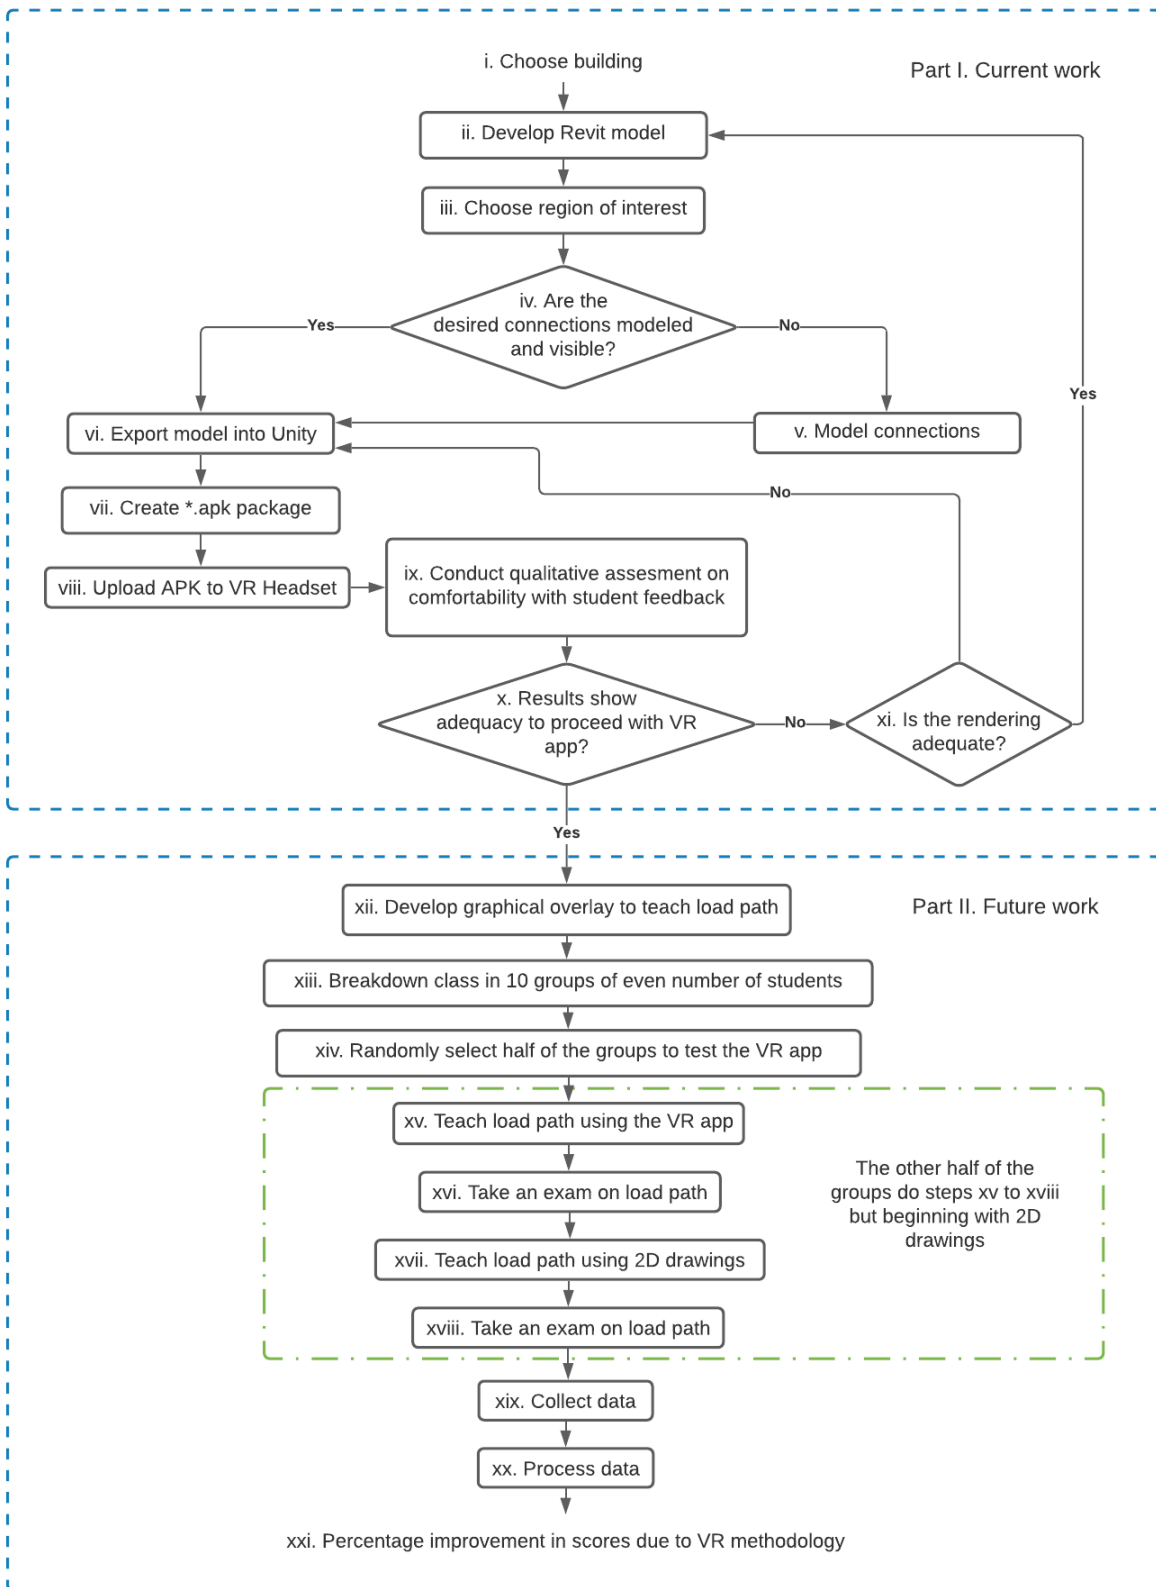 i. Choose building
Part I. Current work
ii. Develop Revit model
iii. Choose region of interest
iv. Are the
desired connections modeled
and visible?
Yes
No
Yes
vi. Export model into Unity
v. Model connections
No
vii. Create *.apk package
viii. Upload APK to VR Headset
ix. Conduct qualitative assesment on
comfortability with student feedback
x. Results show
adequacy to proceed with VR
app?
No
xi. Is the rendering
adequate?
Yes
xii. Develop graphical overlay to teach load path
Part II. Future work
xiii. Breakdown class in 10 groups of even number of students
xiv. Randomly select half of the groups to test the VR app
xv. Teach load path using the VR app
xvi. Take an exam on load path
xvii. Teach load path using 2D drawings
xviii. Take an exam on load path
The other half of the
groups do steps xv to xviii
but beginning with 2D
drawings
xix. Collect data
xx. Process data
xxi. Percentage improvement in scores due to VR methodology